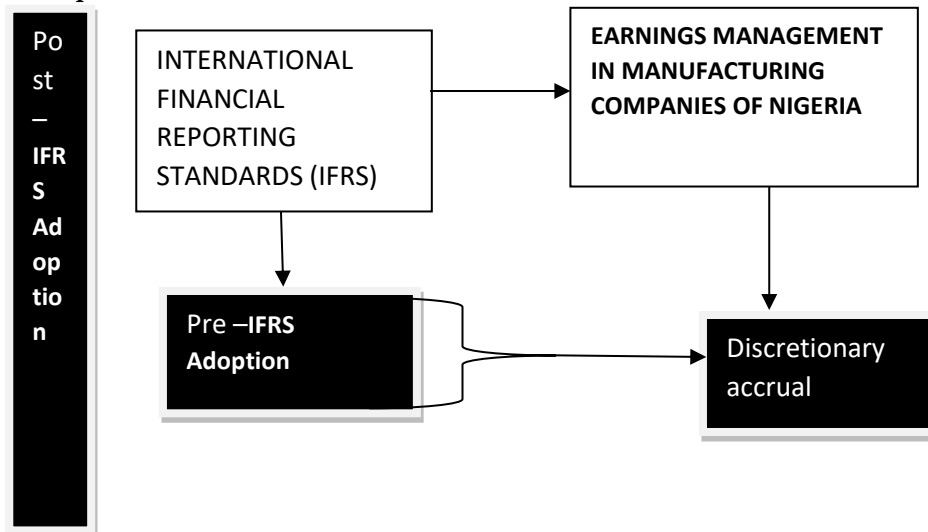 Po
st
–
IFR
S
Ad
op
tio
n
INTERNATIONAL
FINANCIAL
REPORTING
STANDARDS (IFRS)
EARNINGS MANAGEMENT
IN MANUFACTURING
COMPANIES OF NIGERIA
Pre –IFRS
Adoption
Discretionary
accrual